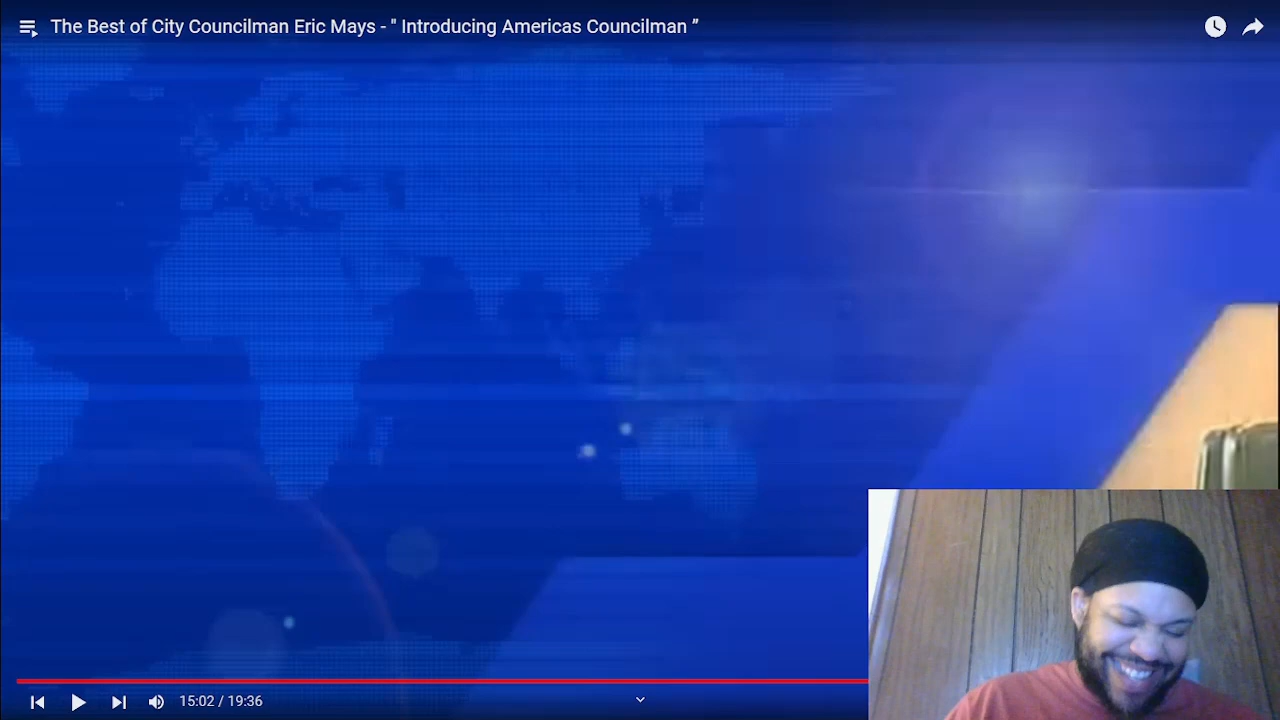 The Best of City Councilman Eric Mays - " Introducing Americas Councilman ”
15:02 / 19:36